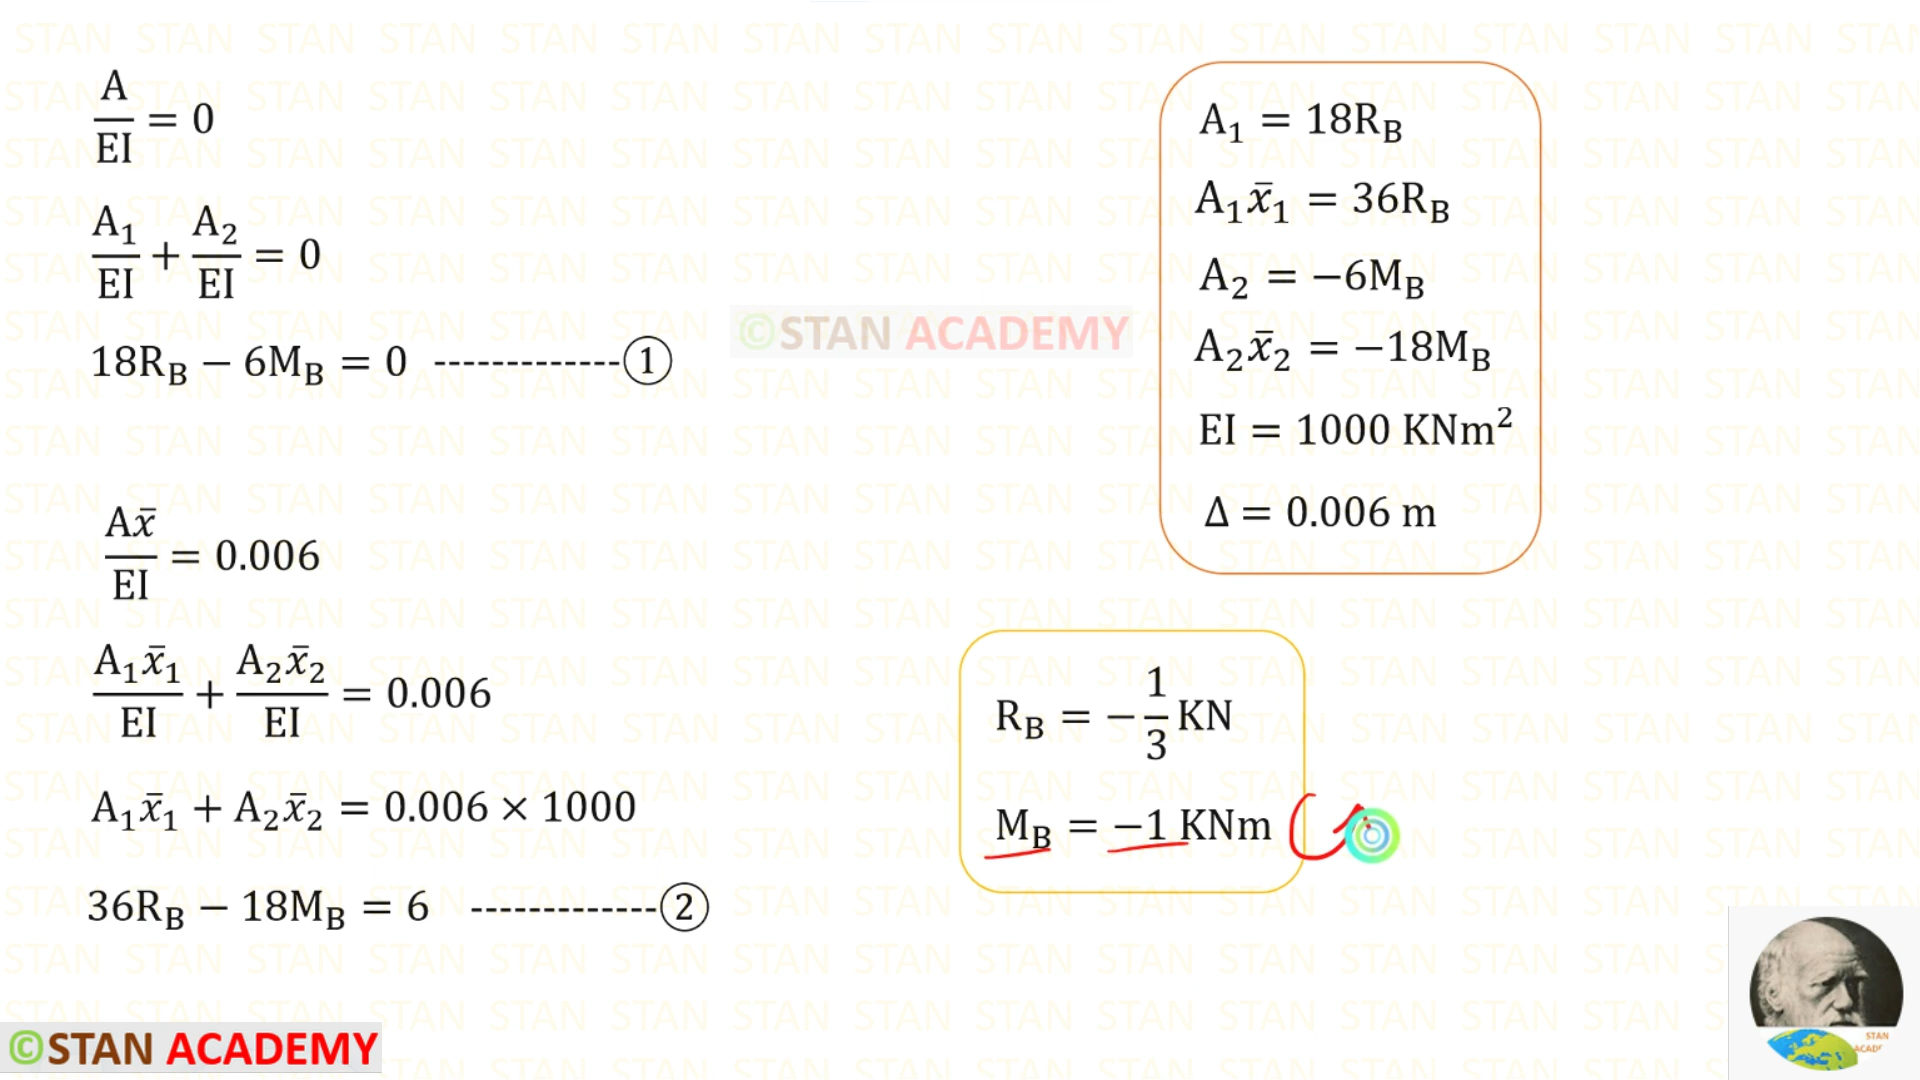 A/EI = 0
A₁/EI + A₂/EI = 0
18R_B − 6M_B = 0 -------------①
Ax̄/EI = 0.006
A₁x̄₁/EI + A₂x̄₂/EI = 0.006
A₁x̄₁ + A₂x̄₂ = 0.006 × 1000
36R_B − 18M_B = 6 -------------②
A₁ = 18R_B
A₁x̄₁ = 36R_B
A₂ = −6M_B
A₂x̄₂ = −18M_B
EI = 1000 KNm²
Δ = 0.006 m
R_B = −1/3 KN
M_B = −1 KNm
©STAN ACADEMY
©STAN ACADEMY